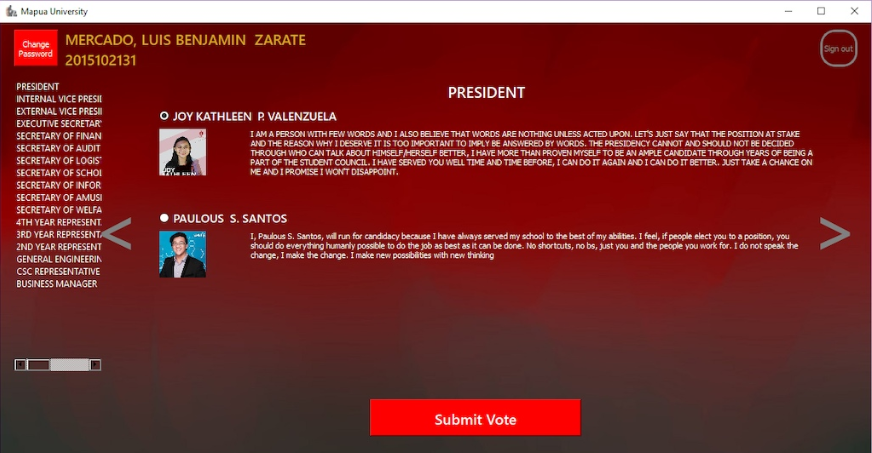 Mapua University
Change
Password
MERCADO, LUIS BENJAMIN ZARATE
2015102131
Sign out
PRESIDENT
INTERNAL VICE PRESII
EXTERNAL VICE PRESII
EXECUTIVE SECRETAR
SECRETARY OF FINAN
SECRETARY OF AUDIT
SECRETARY OF LOGIS
SECRETARY OF SCHOI
SECRETARY OF INFOR
SECRETARY OF AMUSI
SECRETARY OF WELFA
4TH YEAR REPRESENT
3RD YEAR REPRESENT
2ND YEAR REPRESENT
GENERAL ENGINEERIN
CSC REPRESENTATIVE
BUSINESS MANAGER
PRESIDENT
JOY KATHLEEN P. VALENZUELA
I AM A PERSON WITH FEW WORDS AND I ALSO BELIEVE THAT WORDS ARE NOTHING UNLESS ACTED UPON. LET'S JUST SAY THAT THE POSITION AT STAKE
AND THE REASON WHY I DESERVE IT IS TOO IMPORTANT TO IMPLY BE ANSWERED BY WORDS. THE PRESIDENCY CANNOT AND SHOULD NOT BE DECIDED
THROUGH WHO CAN TALK ABOUT HIMSELF/HERSELF BETTER, I HAVE MORE THAN PROVEN MYSELF TO BE AN AMPLE CANDIDATE THROUGH YEARS OF BEING A
PART OF THE STUDENT COUNCIL. I HAVE SERVED YOU WELL TIME AND TIME BEFORE, I CAN DO IT AGAIN AND I CAN DO IT BETTER. JUST TAKE A CHANCE ON
ME AND I PROMISE I WON'T DISAPPOINT.
PAULOUS S. SANTOS
I, Paulous S. Santos, will run for candidacy because I have always served my school to the best of my abilities. I feel, if people elect you to a position, you
should do everything humanly possible to do the job as best as it can be done. No shortcuts, no bs, just you and the people you work for. I do not speak the
change, I make the change. I make new possibilities with new thinking
Submit Vote